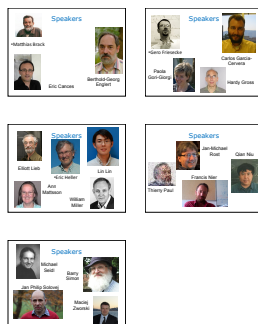 Speakers
•Matthias Brack
Berthold-Georg
Englert
Eric Cances
Speakers
•Gero Friesecke
Carlos Garcia-
Cervera
Paola
Gori-Giorgi
Hardy Gross
Speakers
Elliott Lieb
•Eric Heller
Lin Lin
Ann
Mattsson
William
Miller
Speakers
Jan-Michael
Rost
Qian Niu
Francis Nier
Thierry Paul
Speakers
Michael
Seidl
Barry
Simon
Jan Philip Solovej
Maciej
Zworski